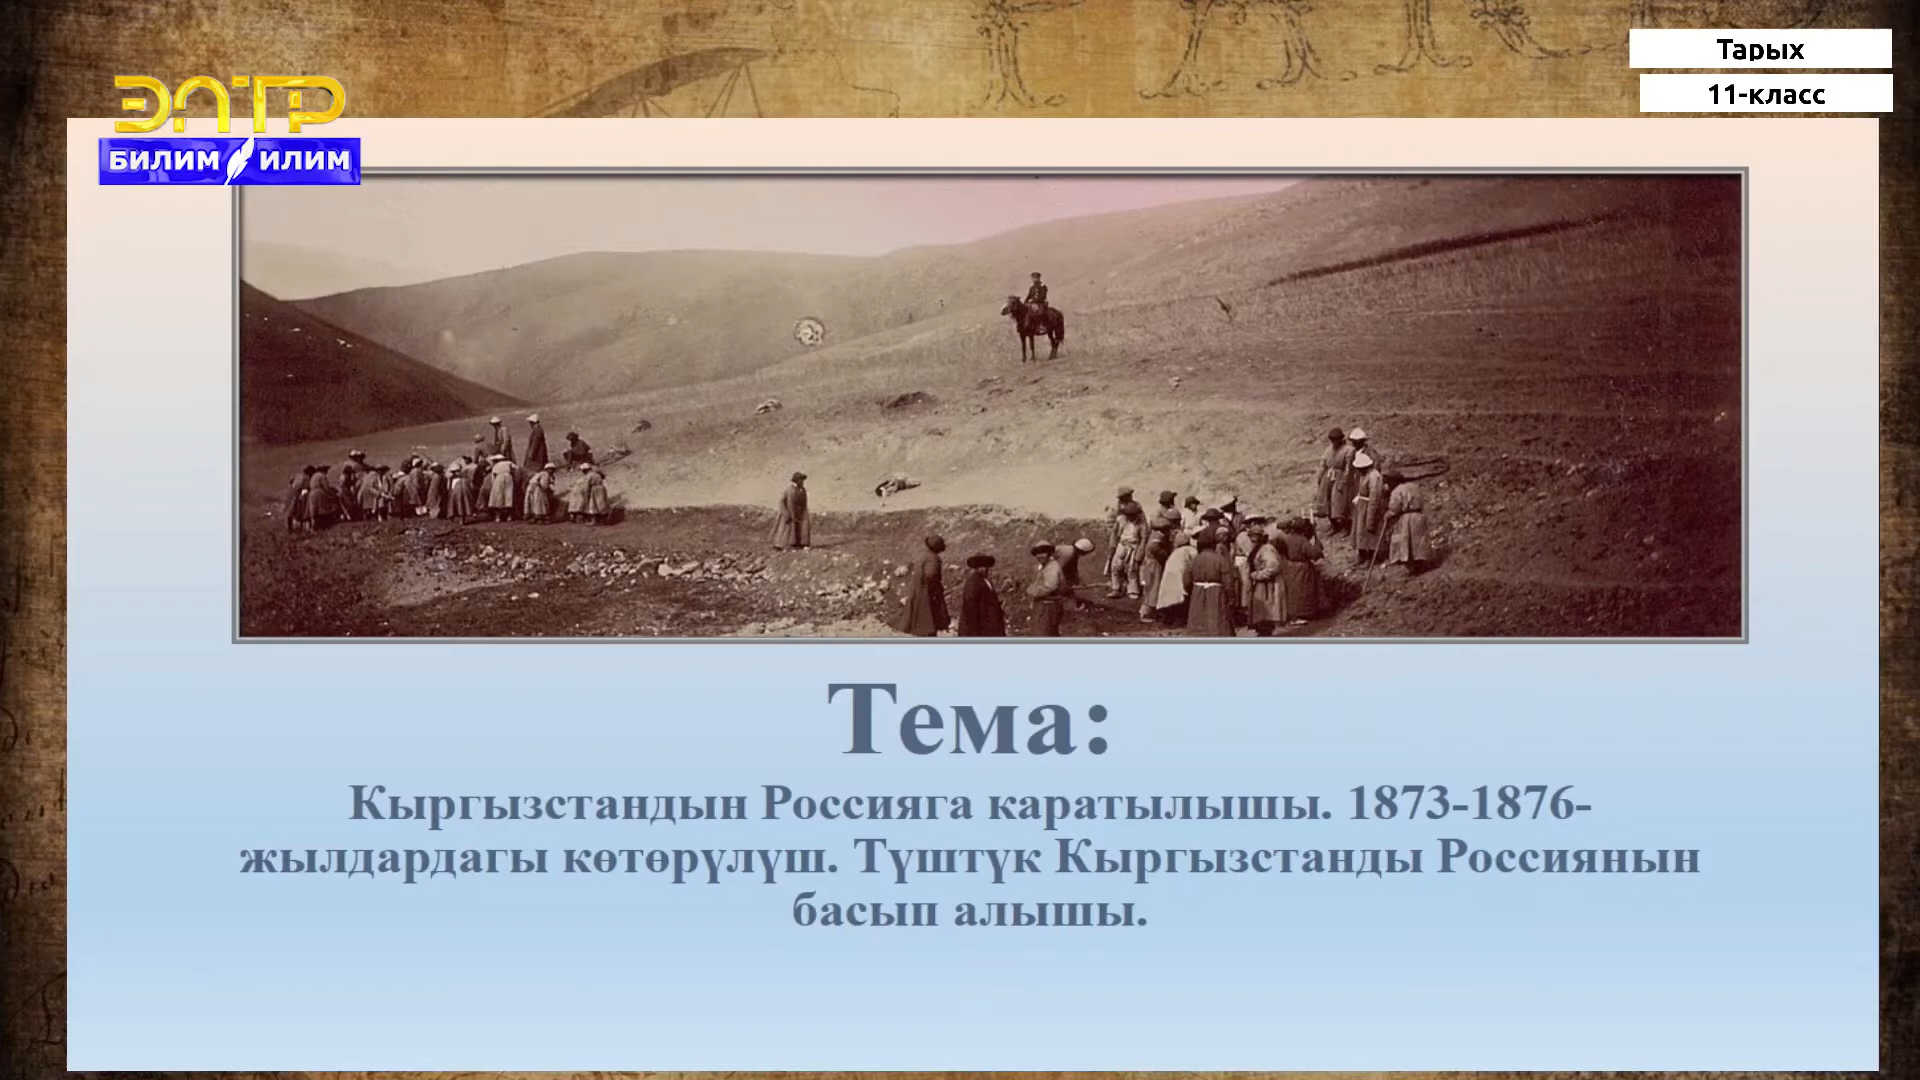 Тарых
11-класс
ЭЛТР
БИЛИМ ИЛИМ
Тема:
Кыргызстандын Россияга каратылышы. 1873-1876-
жылдардагы көтөрүлүш. Түштүк Кыргызстанды Россиянын
басып алышы.